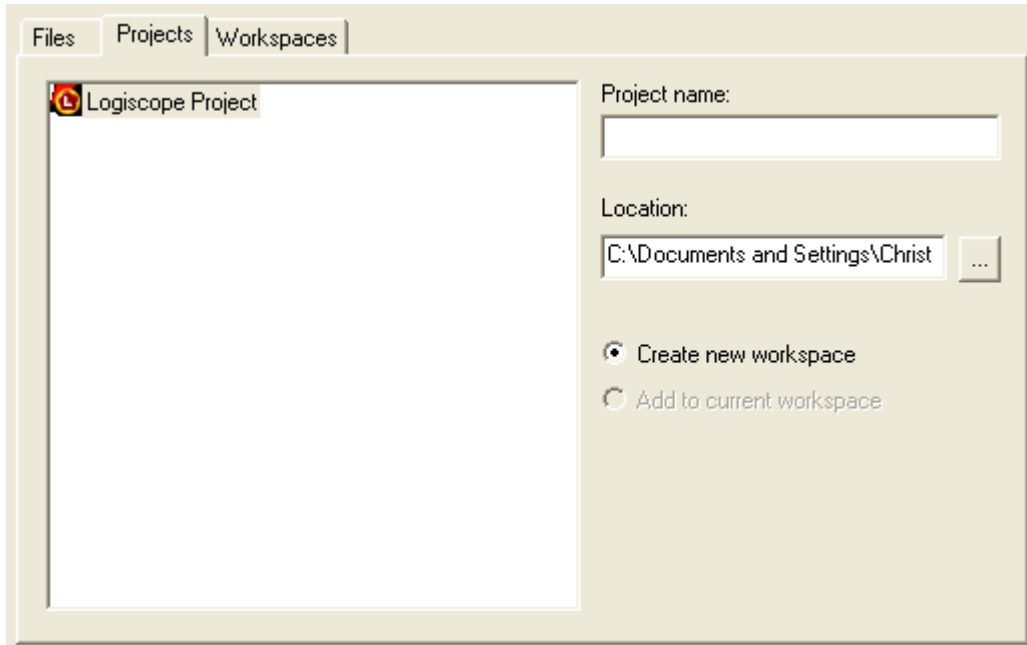 Files Projects Workspaces
Logiscope Project
Project name:
Location:
C:\Documents and Settings\Christ
...
Create new workspace
Add to current workspace